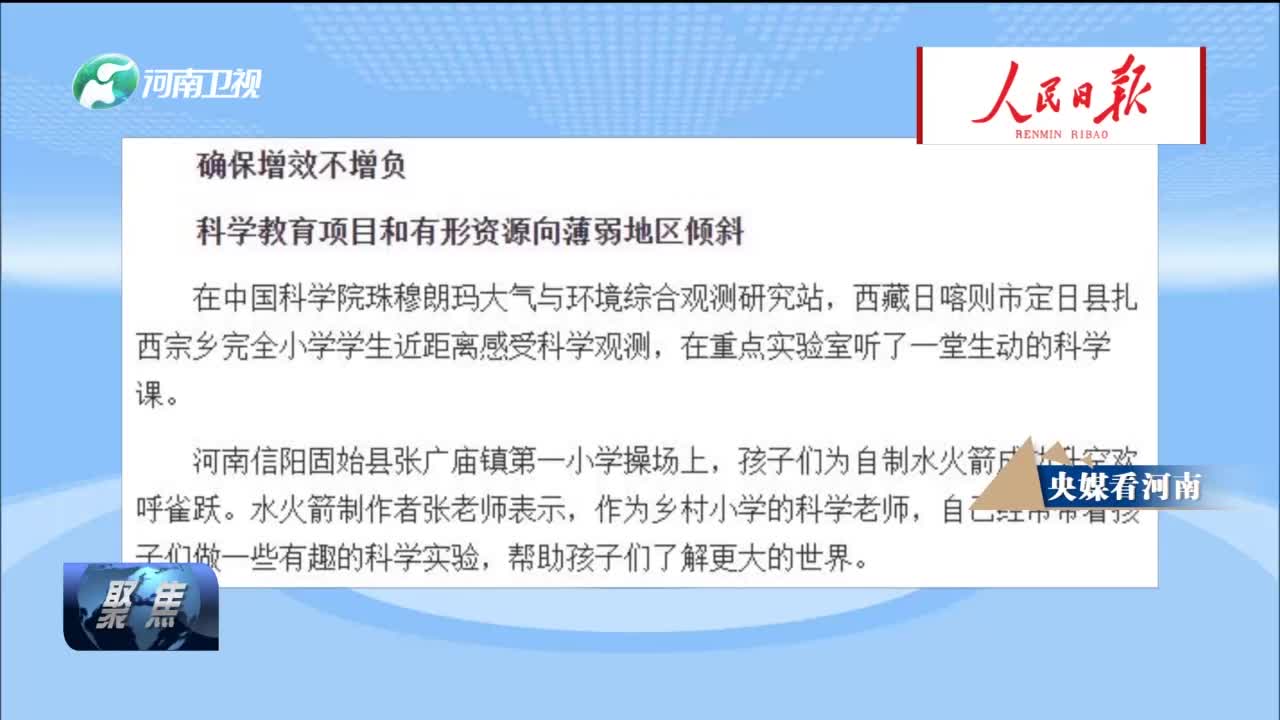 河南卫视
人民日报
RENMIN RIBAO
确保增效不增负
科学教育项目和有形资源向薄弱地区倾斜
在中国科学院珠穆朗玛大气与环境综合观测研究站，西藏日喀则市定日县扎
西宗乡完全小学学生近距离感受科学观测，在重点实验室听了一堂生动的科学
课。
河南信阳固始县张广庙镇第一小学操场上，孩子们为自制水火箭成功升空欢
呼雀跃。水火箭制作者张老师表示，作为乡村小学的科学老师，自己经常带着孩
子们做一些有趣的科学实验，帮助孩子们了解更大的世界。
央媒看河南
聚焦